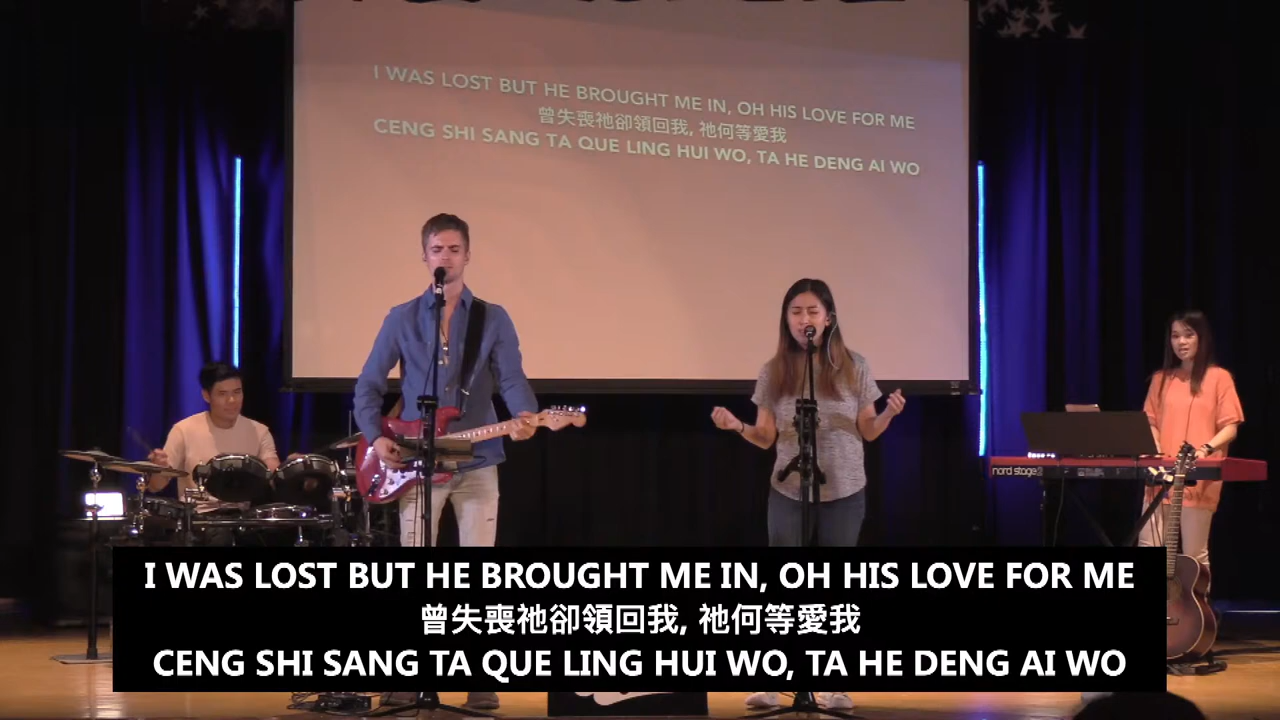 I WAS LOST BUT HE BROUGHT ME IN, OH HIS LOVE FOR ME
曾失喪祂卻領回我, 祂何等愛我
CENG SHI SANG TA QUE LING HUI WO, TA HE DENG AI WO
nord stage
I WAS LOST BUT HE BROUGHT ME IN, OH HIS LOVE FOR ME
曾失喪祂卻領回我, 祂何等愛我
CENG SHI SANG TA QUE LING HUI WO, TA HE DENG AI WO